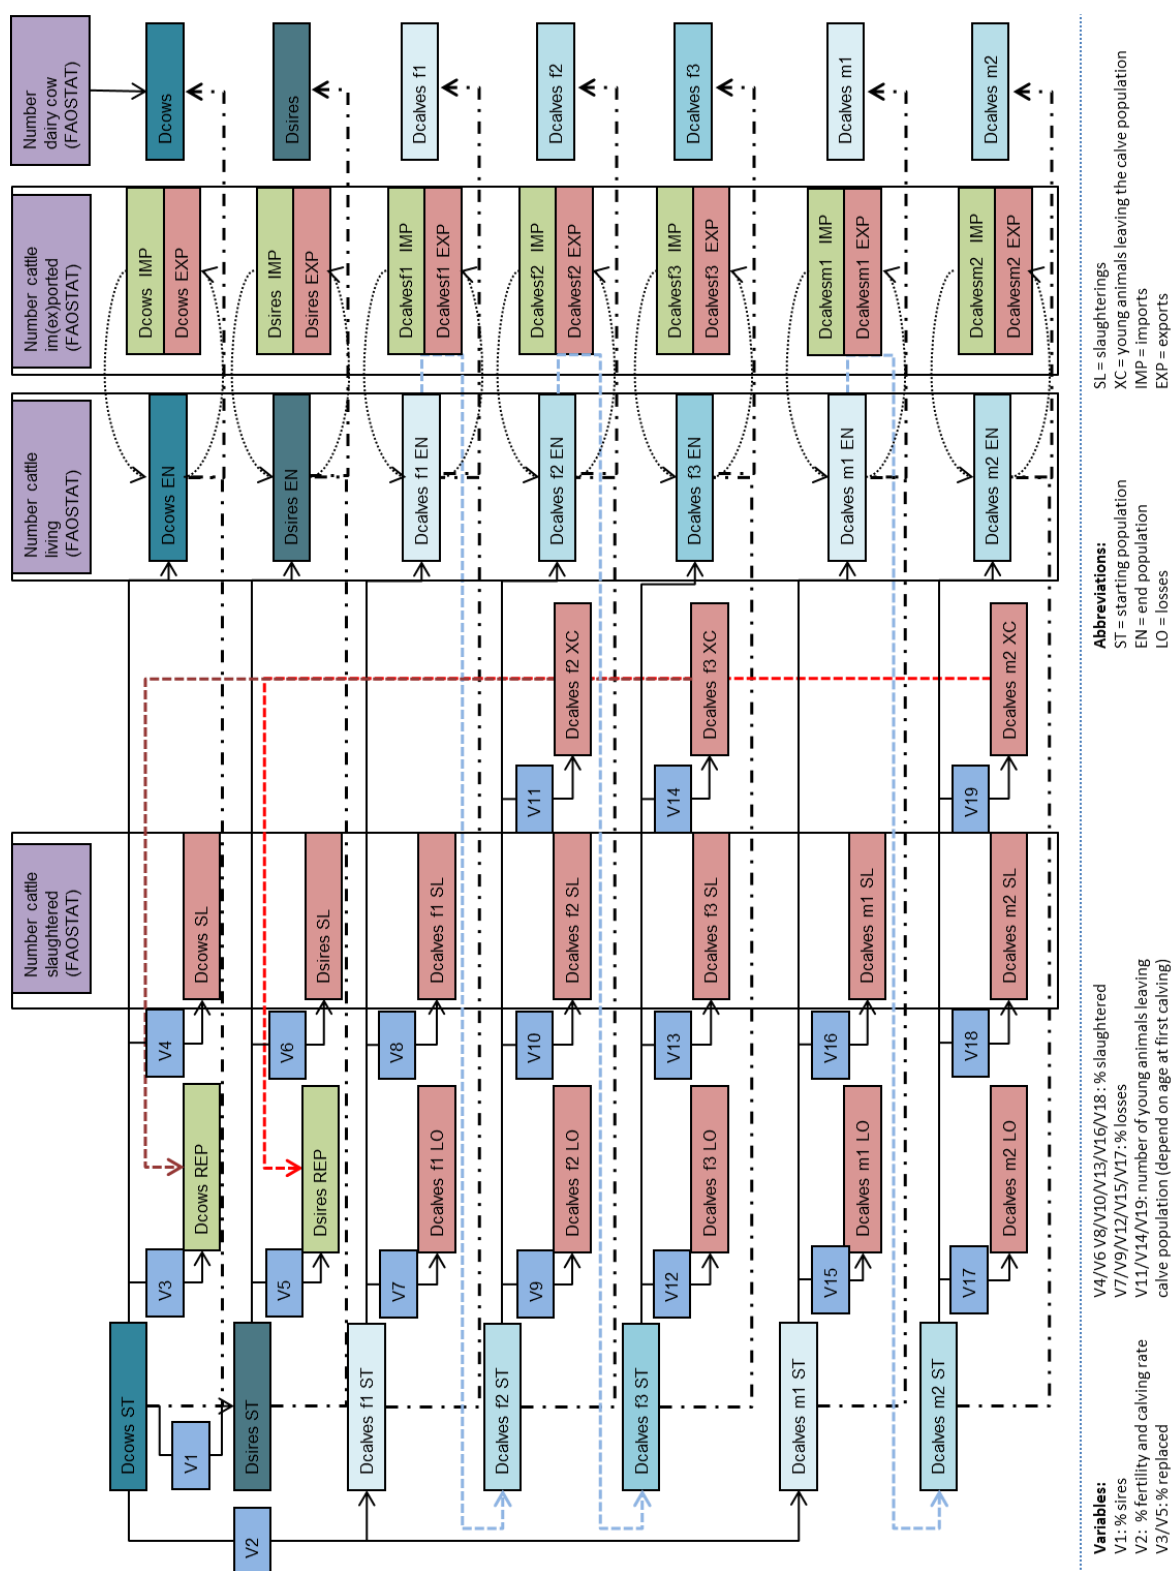 Number cattle
slaughtered
(FAOSTAT)
Number cattle
living
(FAOSTAT)
Number cattle
im(ex)ported
(FAOSTAT)
Number
dairy cow
(FAOSTAT)
Dcows ST
V1
V2
V3
Dcows REP
V4
Dcows SL
Dcows EN
Dcows IMP
Dcows EXP
Dcows
Dsires ST
V5
Dsires REP
V6
Dsires SL
Dsires EN
Dsires IMP
Dsires EXP
Dsires
Dcalves f1 ST
V7
Dcalves f1 LO
V8
Dcalves f1 SL
Dcalves f1 EN
Dcalvesf1 IMP
Dcalvesf1 EXP
Dcalves f1
Dcalves f2 ST
V9
Dcalves f2 LO
V10
Dcalves f2 SL
V11
Dcalves f2 XC
Dcalves f2 EN
Dcalvesf2 IMP
Dcalvesf2 EXP
Dcalves f2
Dcalves f3 ST
V12
Dcalves f3 LO
V13
Dcalves f3 SL
V14
Dcalves f3 XC
Dcalves f3 EN
Dcalvesf3 IMP
Dcalvesf3 EXP
Dcalves f3
Dcalves m1 ST
V15
Dcalves m1 LO
V16
Dcalves m1 SL
Dcalves m1 EN
Dcalvesm1 IMP
Dcalvesm1 EXP
Dcalves m1
Dcalves m2 ST
V17
Dcalves m2 LO
V18
Dcalves m2 SL
V19
Dcalves m2 XC
Dcalves m2 EN
Dcalvesm2 IMP
Dcalvesm2 EXP
Dcalves m2
Variables:
V1: % sires
V2: % fertility and calving rate
V3/V5: % replaced
V4/V6 V8/V10/V13/V16/V18: % slaughtered
V7/V9/V12/V15/V17: % losses
V11/V14/V19: number of young animals leaving
calve population (depend on age at first calving)
Abbreviations:
ST = starting population
EN = end population
LO = losses
SL = slaughterings
XC = young animals leaving the calve population
IMP = imports
EXP = exports